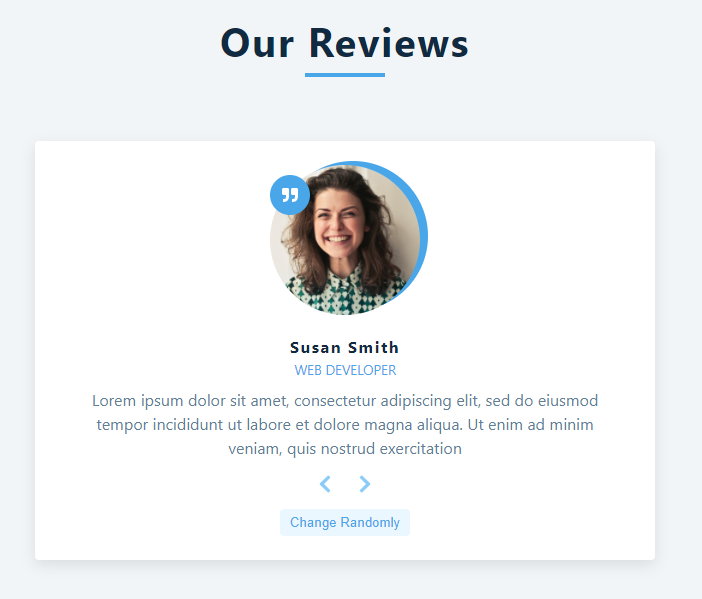 Our Reviews
Susan Smith
WEB DEVELOPER
Lorem ipsum dolor sit amet, consectetur adipiscing elit, sed do eiusmod
tempor incididunt ut labore et dolore magna aliqua. Ut enim ad minim
veniam, quis nostrud exercitation
Change Randomly